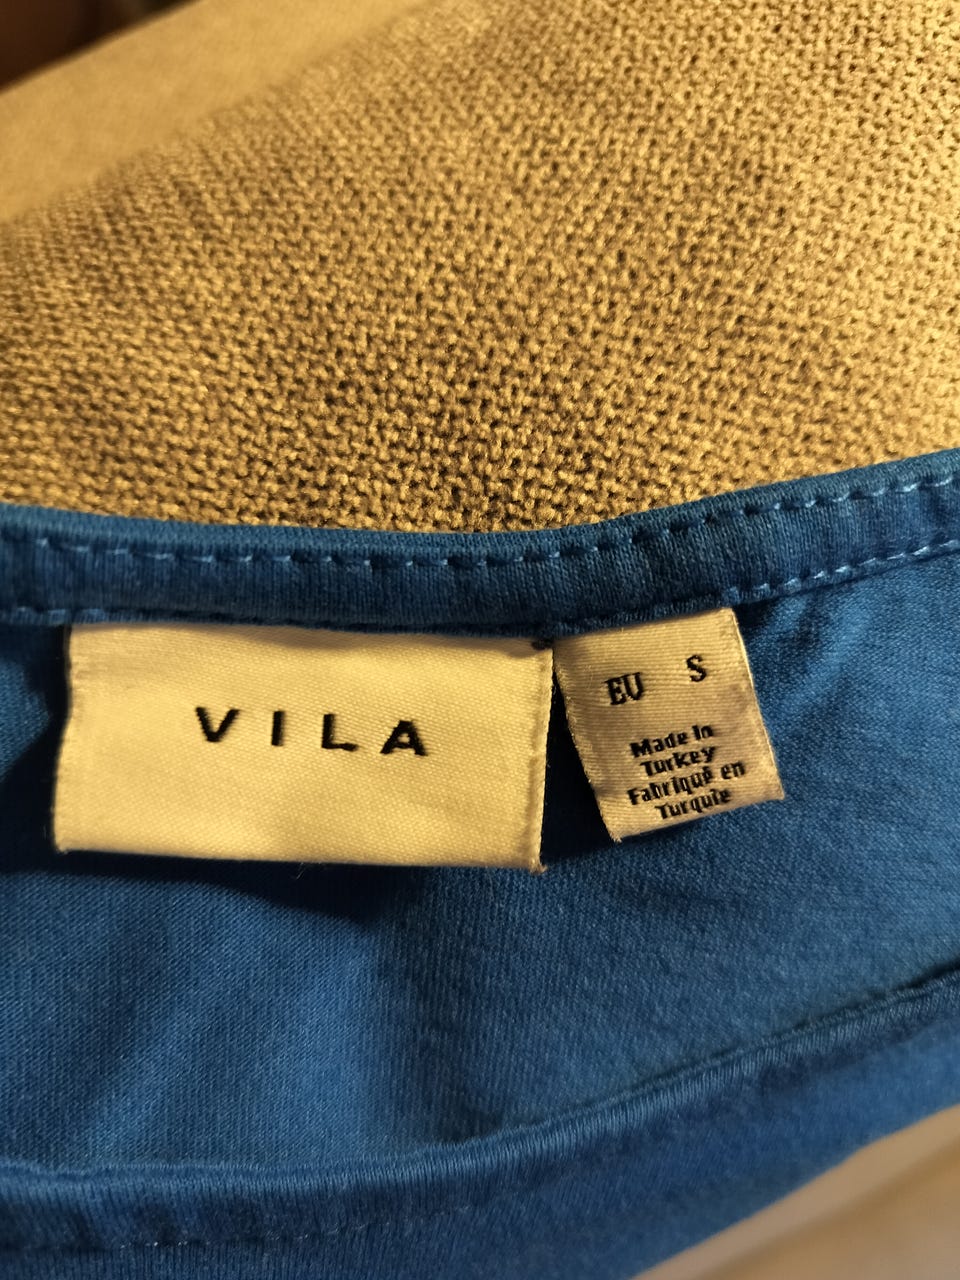 VILA
EU S
Made in
Turkey
Fabriqué en
Turquie